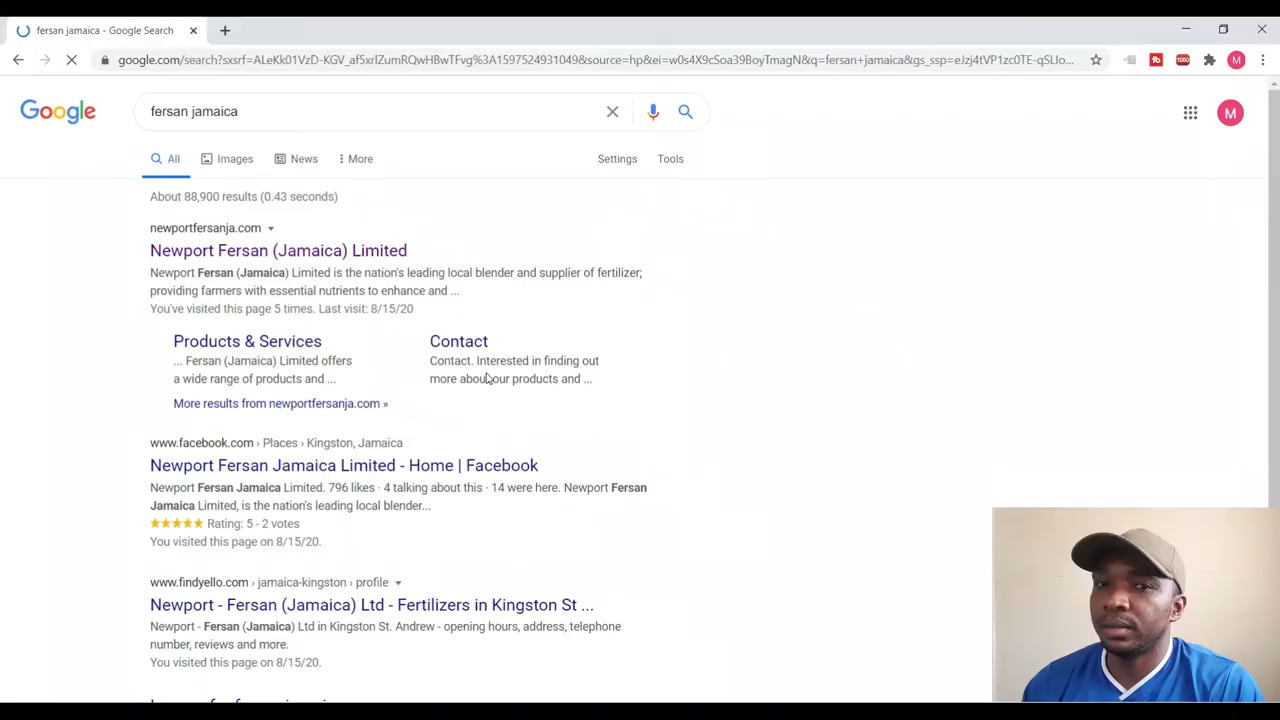 fersan jamaica - Google Search
google.com/search?sxsrf=ALeKk01VzD-KGV_af5xrIZumRQwHBwTFvg%3A1597524931049&source=hp&ei=w0s4X9cSoa39BoyTmagN&q=fersan+jamaica&gs_ssp=eJzj4tVP1zc0TE-qSLIo...
Google
fersan jamaica
M
All Images News More Settings Tools
About 88,900 results (0.43 seconds)
newportfersanja.com
Newport Fersan (Jamaica) Limited
Newport Fersan (Jamaica) Limited is the nation's leading local blender and supplier of fertilizer;
providing farmers with essential nutrients to enhance and ...
You've visited this page 5 times. Last visit: 8/15/20
Products & Services
... Fersan (Jamaica) Limited offers
a wide range of products and ...
Contact
Contact. Interested in finding out
more about our products and ...
More results from newportfersanja.com »
www.facebook.com › Places › Kingston, Jamaica
Newport Fersan Jamaica Limited - Home | Facebook
Newport Fersan Jamaica Limited. 796 likes · 4 talking about this · 14 were here. Newport Fersan
Jamaica Limited, is the nation's leading local blender...
Rating: 5 - 2 votes
You visited this page on 8/15/20.
www.findyello.com › jamaica-kingston › profile
Newport - Fersan (Jamaica) Ltd - Fertilizers in Kingston St ...
Newport - Fersan (Jamaica) Ltd in Kingston St. Andrew - opening hours, address, telephone
number, reviews and more.
You visited this page on 8/15/20.